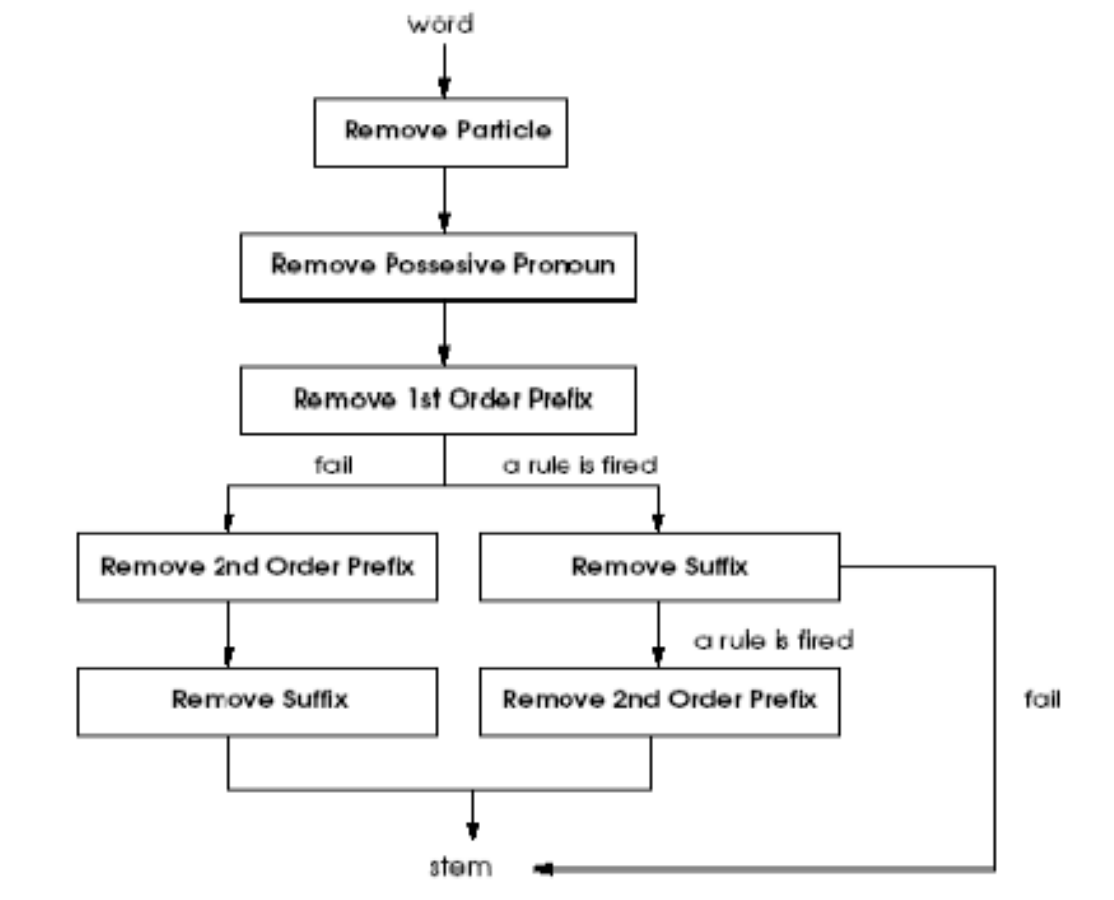 word
Remove Particle
Remove Possesive Pronoun
Remove 1st Order Prefix
fail
a rule is fired
Remove 2nd Order Prefix
Remove Suffix
a rule is fired
Remove Suffix
Remove 2nd Order Prefix
fail
stem